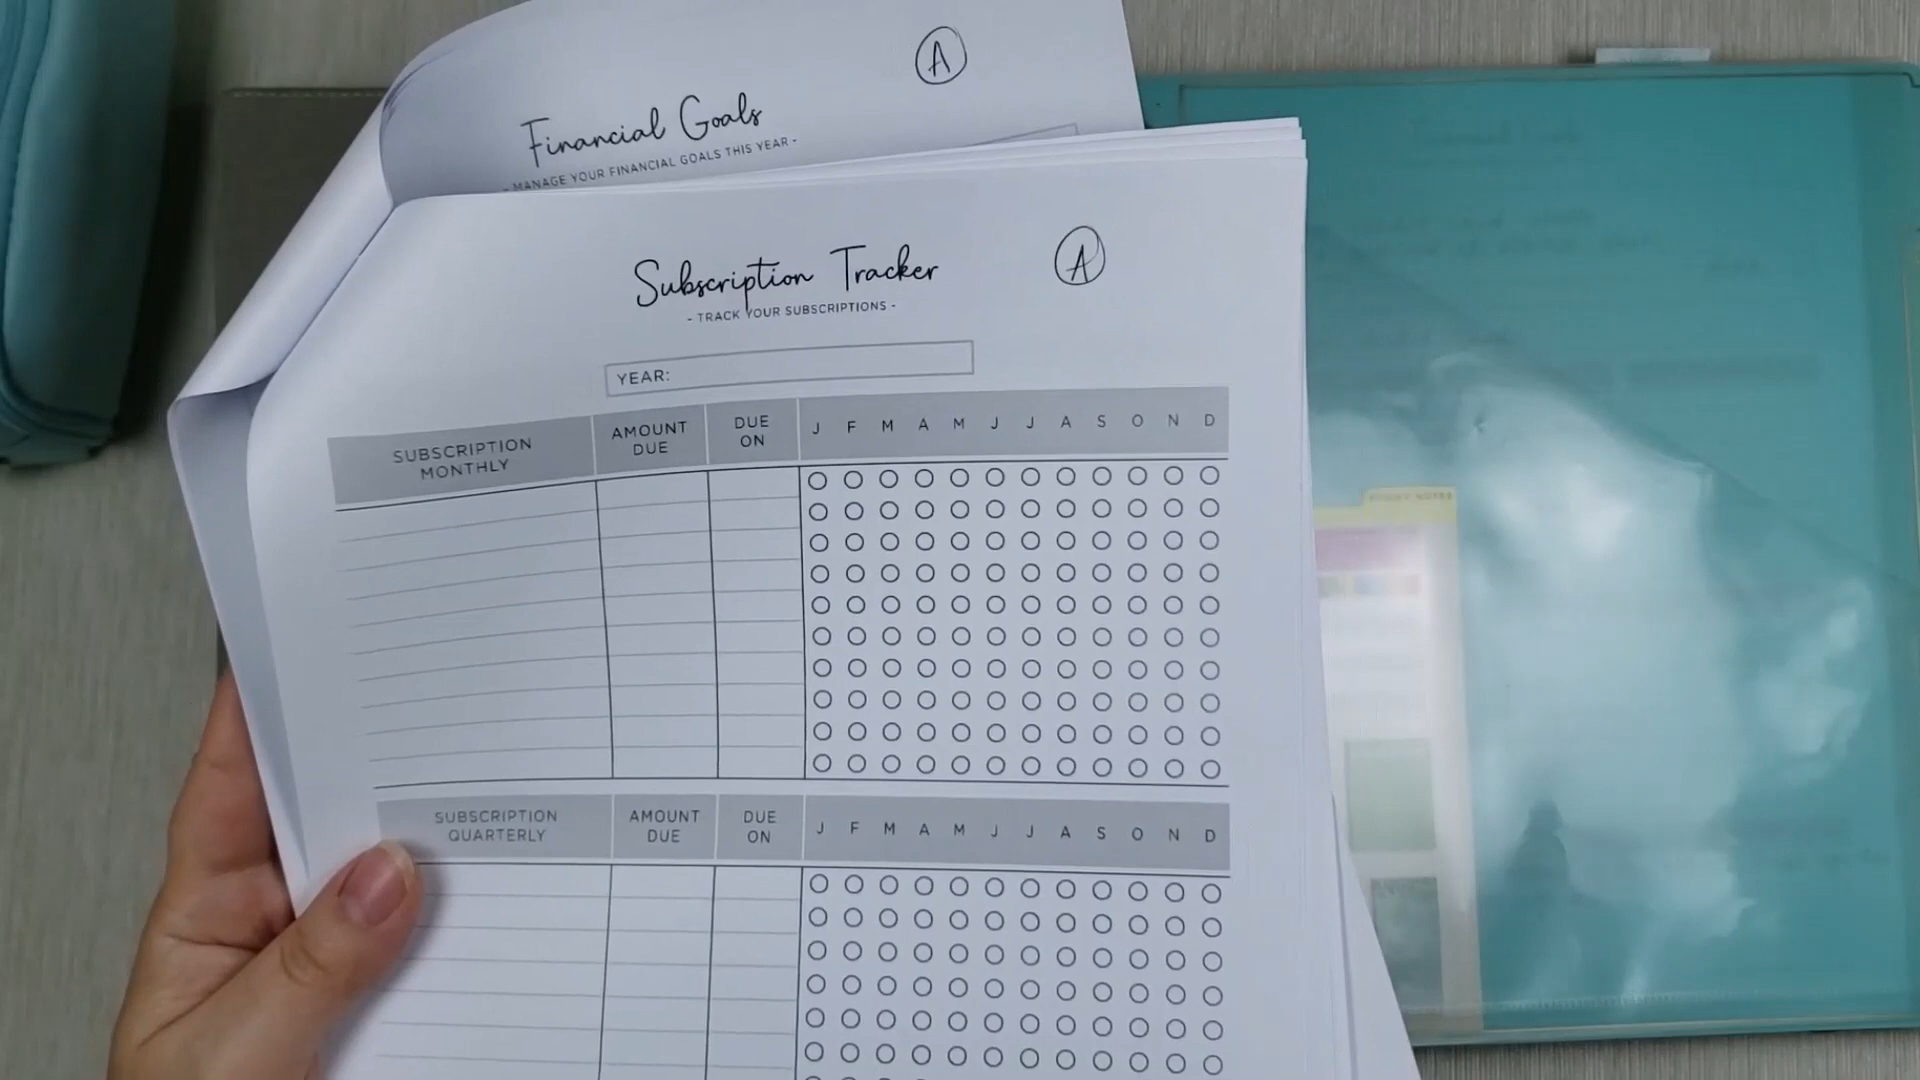 A
Financial Goals
- MANAGE YOUR FINANCIAL GOALS THIS YEAR -
A
Subscription Tracker
- TRACK YOUR SUBSCRIPTIONS -
YEAR:
SUBSCRIPTION MONTHLY AMOUNT DUE DUE ON J F M A M J J A S O N D
SUBSCRIPTION QUARTERLY AMOUNT DUE DUE ON J F M A M J J A S O N D